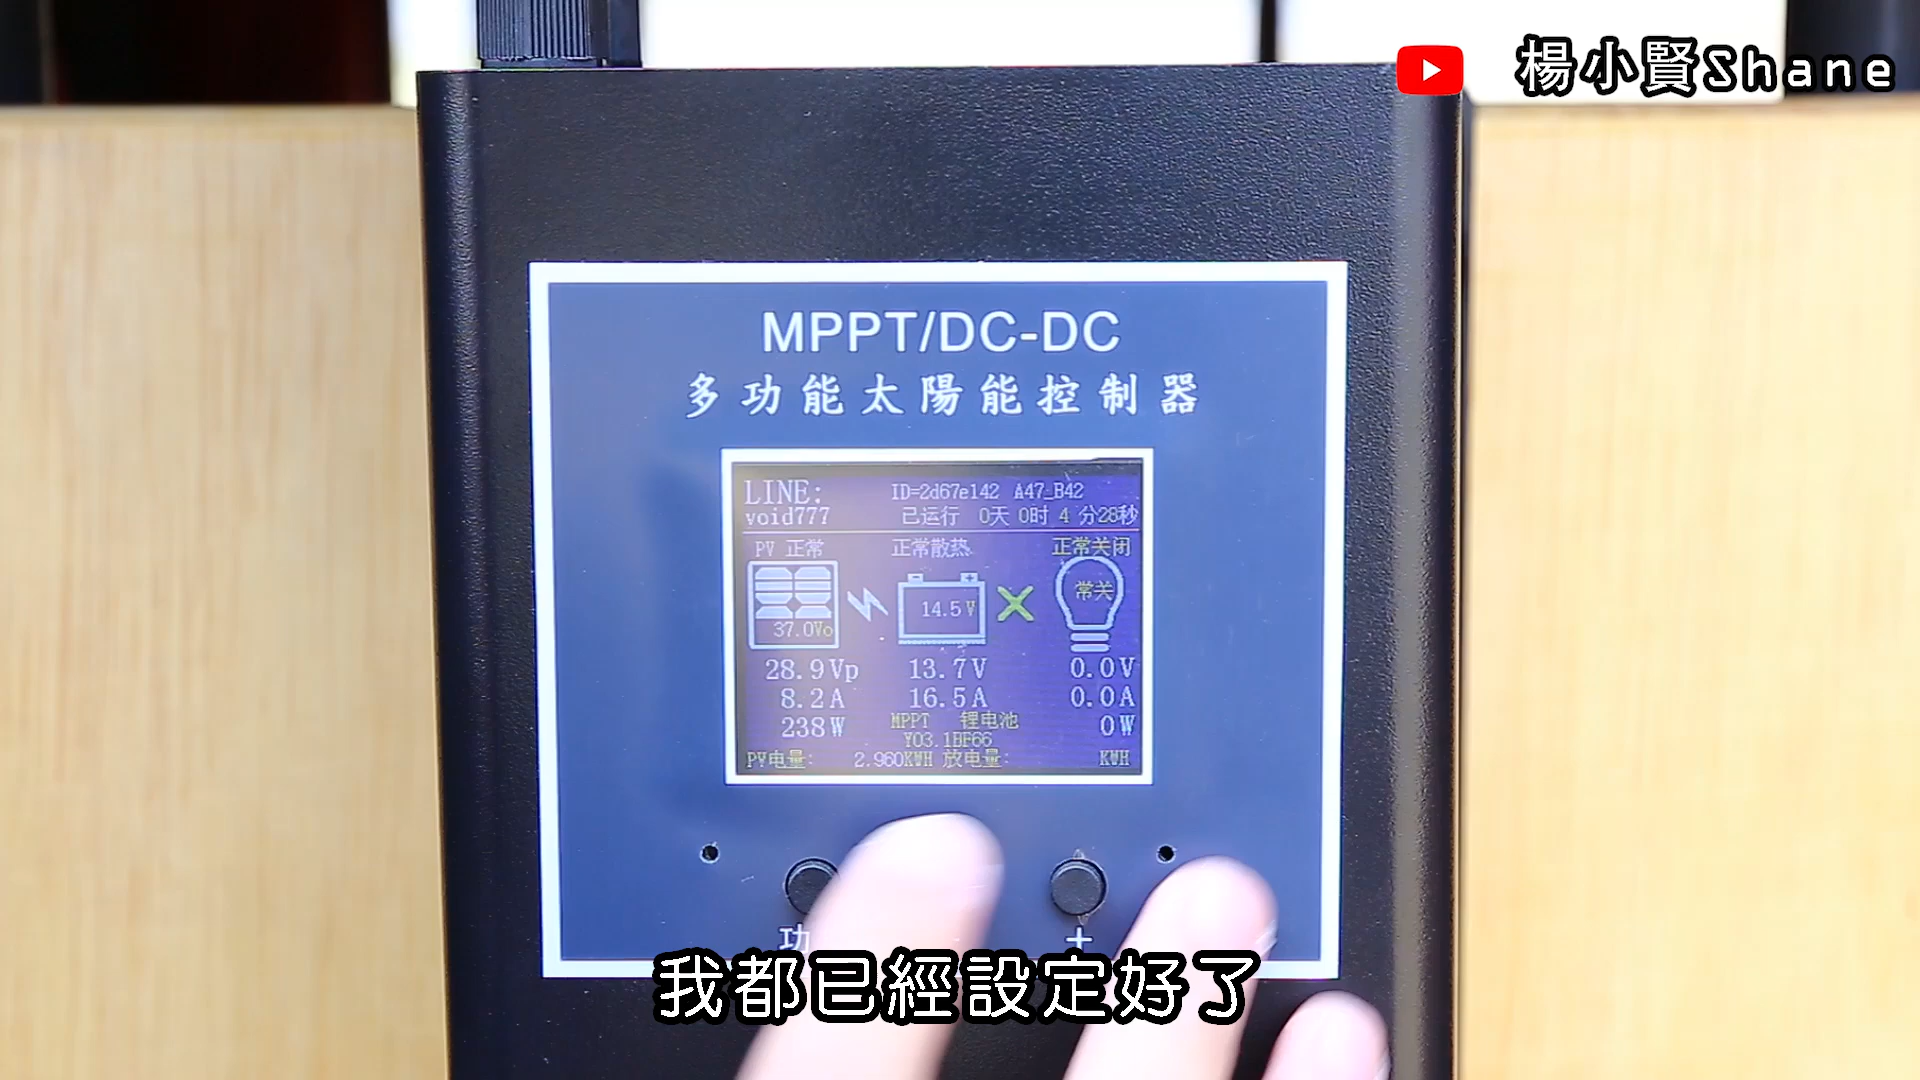 楊小賢Shane
MPPT/DC-DC
多功能太陽能控制器
LINE: ID=2d67e142 A47_B42
void777 已运行 0天 0时 4 分28秒
PV 正常 正常散热 正常关闭
常关
14.5V
37.0Vo
28.9Vp 13.7V 0.0V
8.2A 16.5A 0.0A
238W MPPT 锂电池 0W
Y03.1BF66
PV电量: 2.960KWH 放电量: KWH
功 +
我都已經設定好了